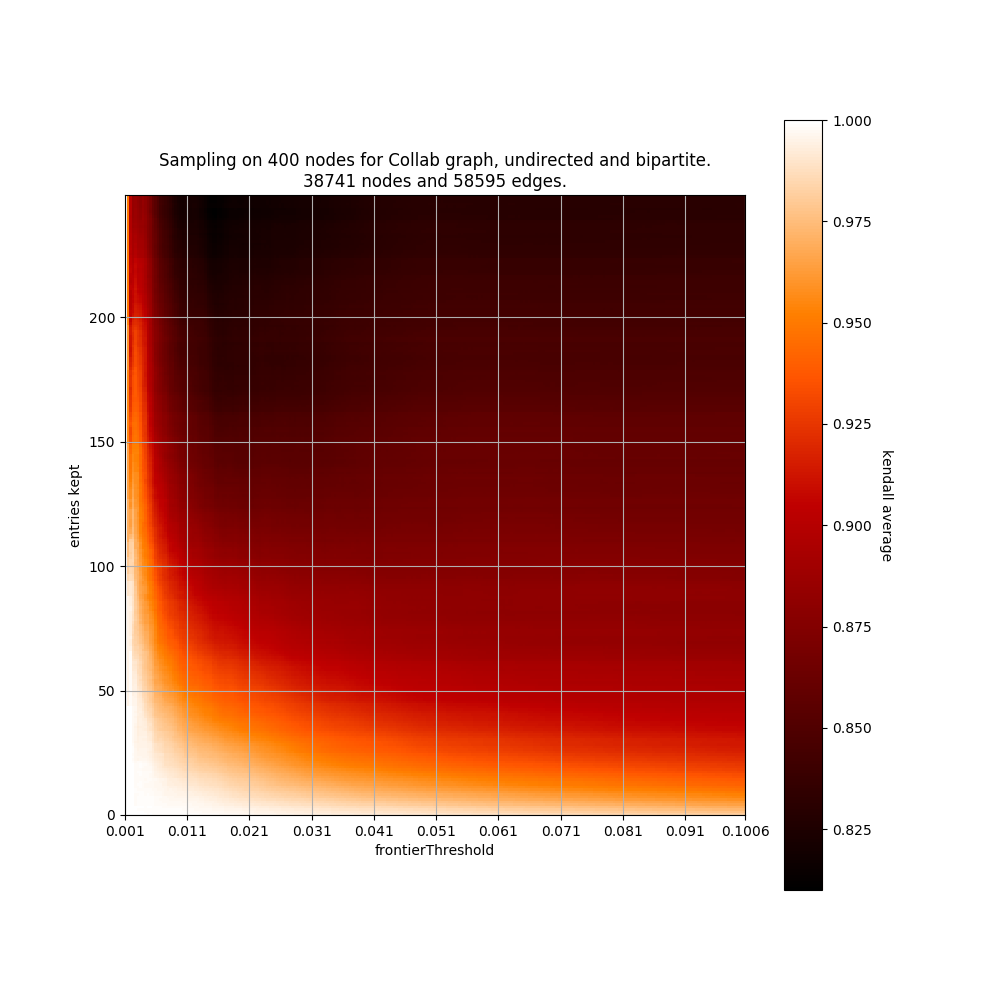 Sampling on 400 nodes for Collab graph, undirected and bipartite.
38741 nodes and 58595 edges.
1.000
0.975
0.950
0.925
0.900
0.875
0.850
0.825
kendall average
200
150
100
50
0
entries kept
0.001 0.011 0.021 0.031 0.041 0.051 0.061 0.071 0.081 0.091 0.1006
frontierThreshold